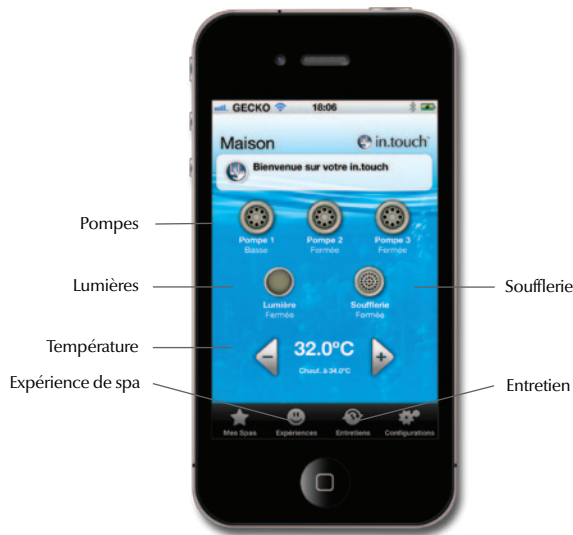 GECKO 18:06
Maison in.touch™
Bienvenue sur votre in.touch
Pompes
Pompe 1 Pompe 2 Pompe 3
Basse Fermée Fermée
Lumières
Soufflerie
Lumière Soufflerie
Fermée Fermée
Température
32.0°C
- +
Chauf. à 34.0°C
Expérience de spa
Entretien
Mes Spas Expériences Entretiens Configurations